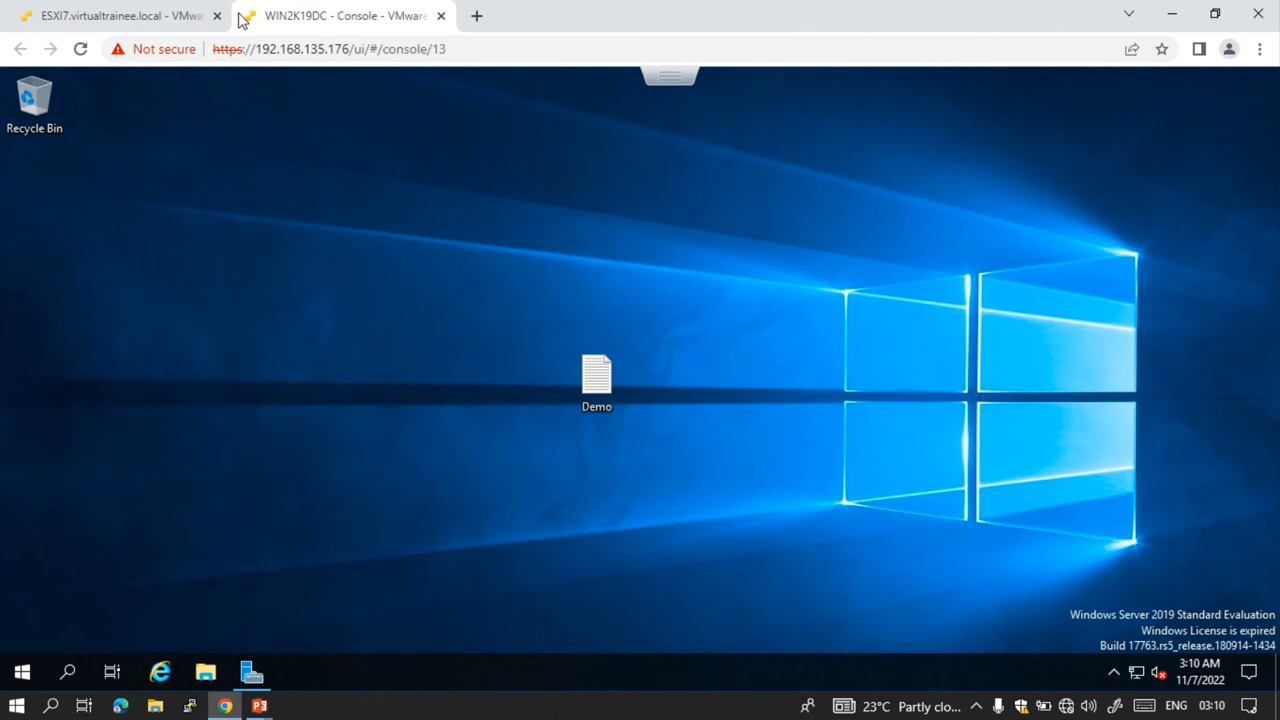 ESXI7.virtualtrainee.local - VMwa
WIN2K19DC - Console - VMware
Not secure
https://192.168.135.176/ui/#/console/13
Recycle Bin
Demo
Windows Server 2019 Standard Evaluation
Windows License is expired
Build 17763.rs5_release.180914-1434
3:10 AM
11/7/2022
23°C Partly clo...
ENG
03:10